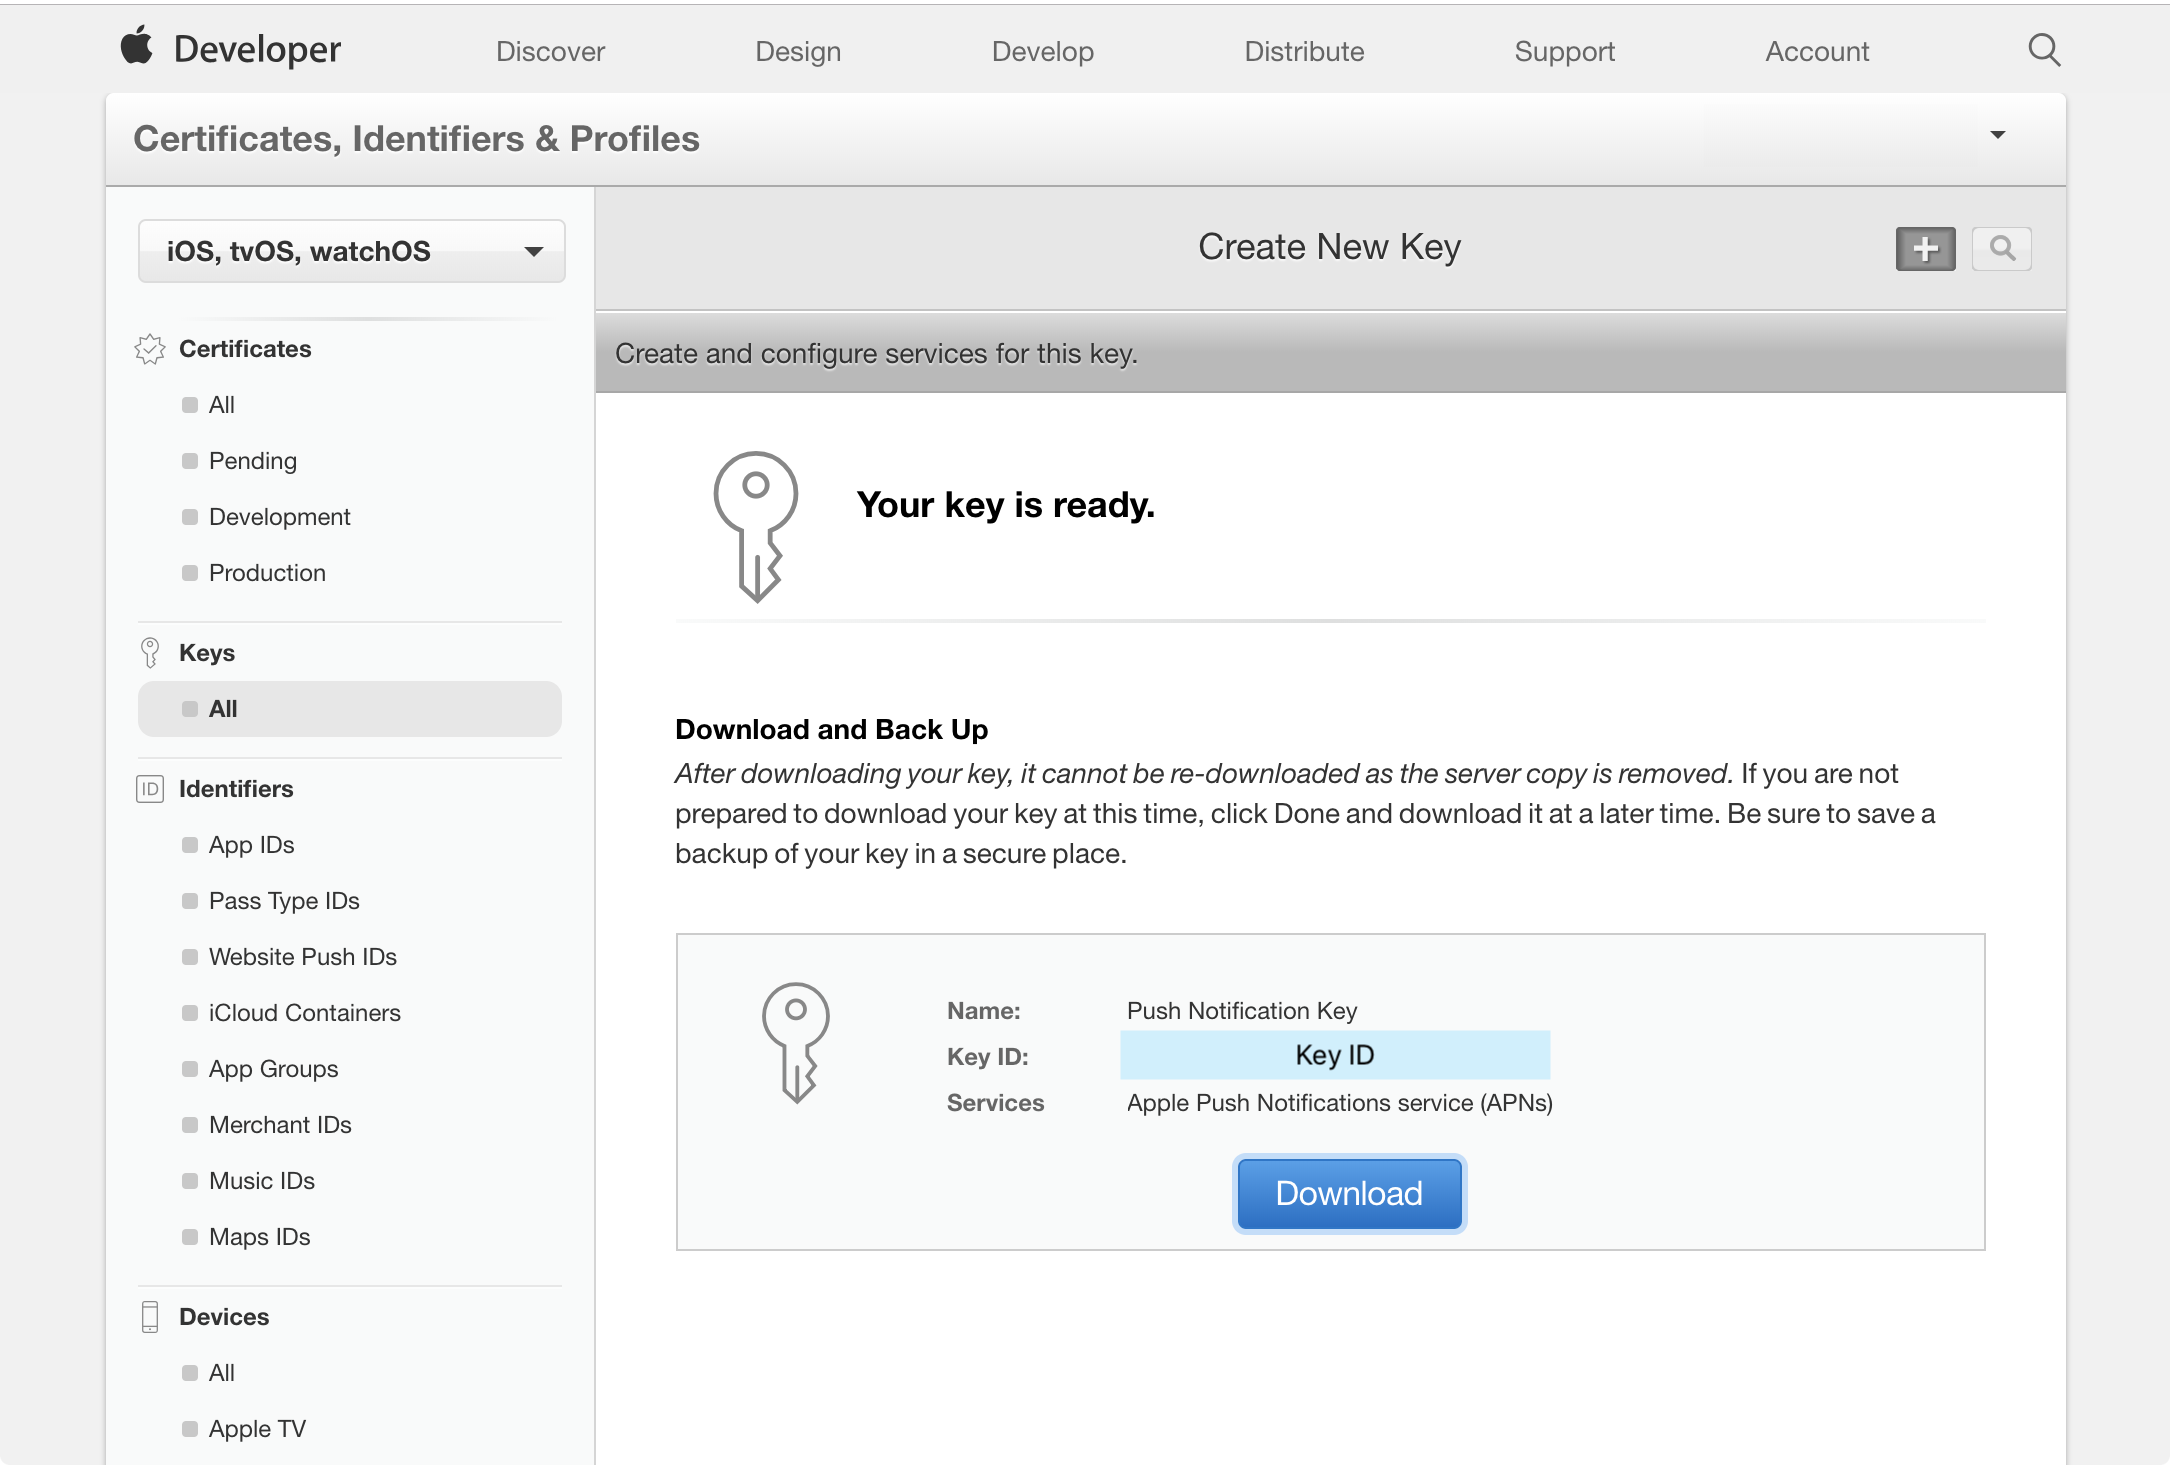 Developer
Discover
Design
Develop
Distribute
Support
Account
Certificates, Identifiers & Profiles
iOS, tvOS, watchOS
Certificates
All
Pending
Development
Production
Keys
All
ID
Identifiers
App IDs
Pass Type IDs
Website Push IDs
iCloud Containers
App Groups
Merchant IDs
Music IDs
Maps IDs
Devices
All
Apple TV
Create New Key
Create and configure services for this key.
Your key is ready.
Download and Back Up
After downloading your key, it cannot be re-downloaded as the server copy is removed. If you are not
prepared to download your key at this time, click Done and download it at a later time. Be sure to save a
backup of your key in a secure place.
Name: Push Notification Key
Key ID: Key ID
Services Apple Push Notifications service (APNs)
Download